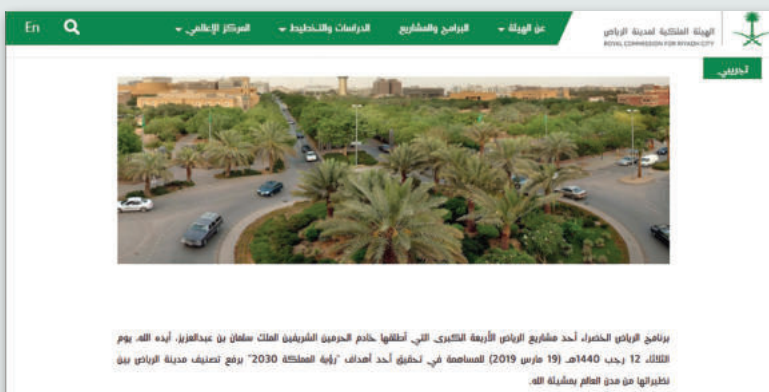 الهيئة الملكية لمدينة الرياض
ROYAL COMMISSION FOR RIYADH CITY
عن الهيئة
البرامج والمشاريع
الدراسات والتخطيط
المركز الإعلامي
En
تجريبي
برنامج الرياض الخضراء أحد مشاريع الرياض الأربعة الكبرى التي أطلقها خادم الحرمين الشريفين الملك سلمان بن عبدالعزيز، أيده الله، يوم
الثلاثاء 12 رجب 1440هـ (19 مارس 2019) للمساهمة في تحقيق أحد أهداف "رؤية المملكة 2030" برفع تصنيف مدينة الرياض بين
نظيراتها من مدن العالم بمشيئة الله.